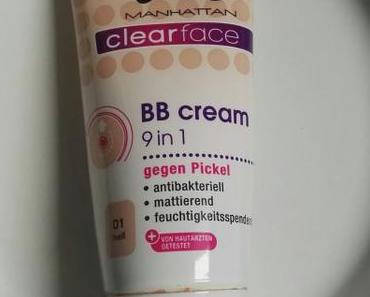 MANHATTAN
clearface
BB cream
9 in 1
gegen Pickel
• antibakteriell
• mattierend
• feuchtigkeitsspendend
01
hell
VON HAUTÄRZTEN
GETESTET